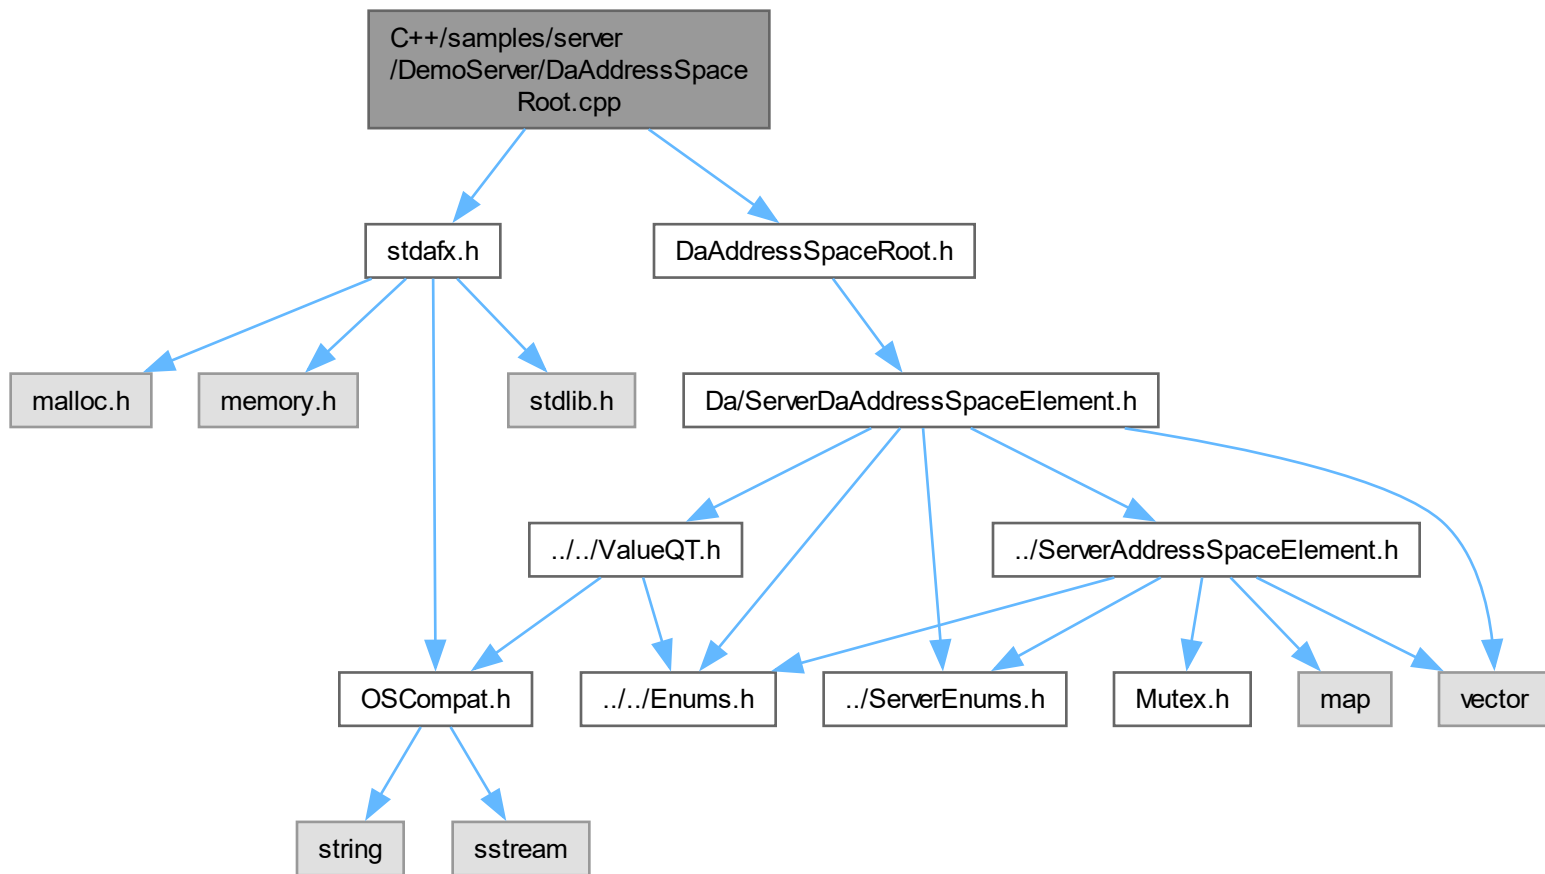 C++/samples/server
/DemoServer/DaAddressSpace
Root.cpp
stdafx.h
DaAddressSpaceRoot.h
malloc.h
memory.h
stdlib.h
Da/ServerDaAddressSpaceElement.h
../../ValueQT.h
../ServerAddressSpaceElement.h
OSCompat.h
../../Enums.h
../ServerEnums.h
Mutex.h
map
vector
string
sstream